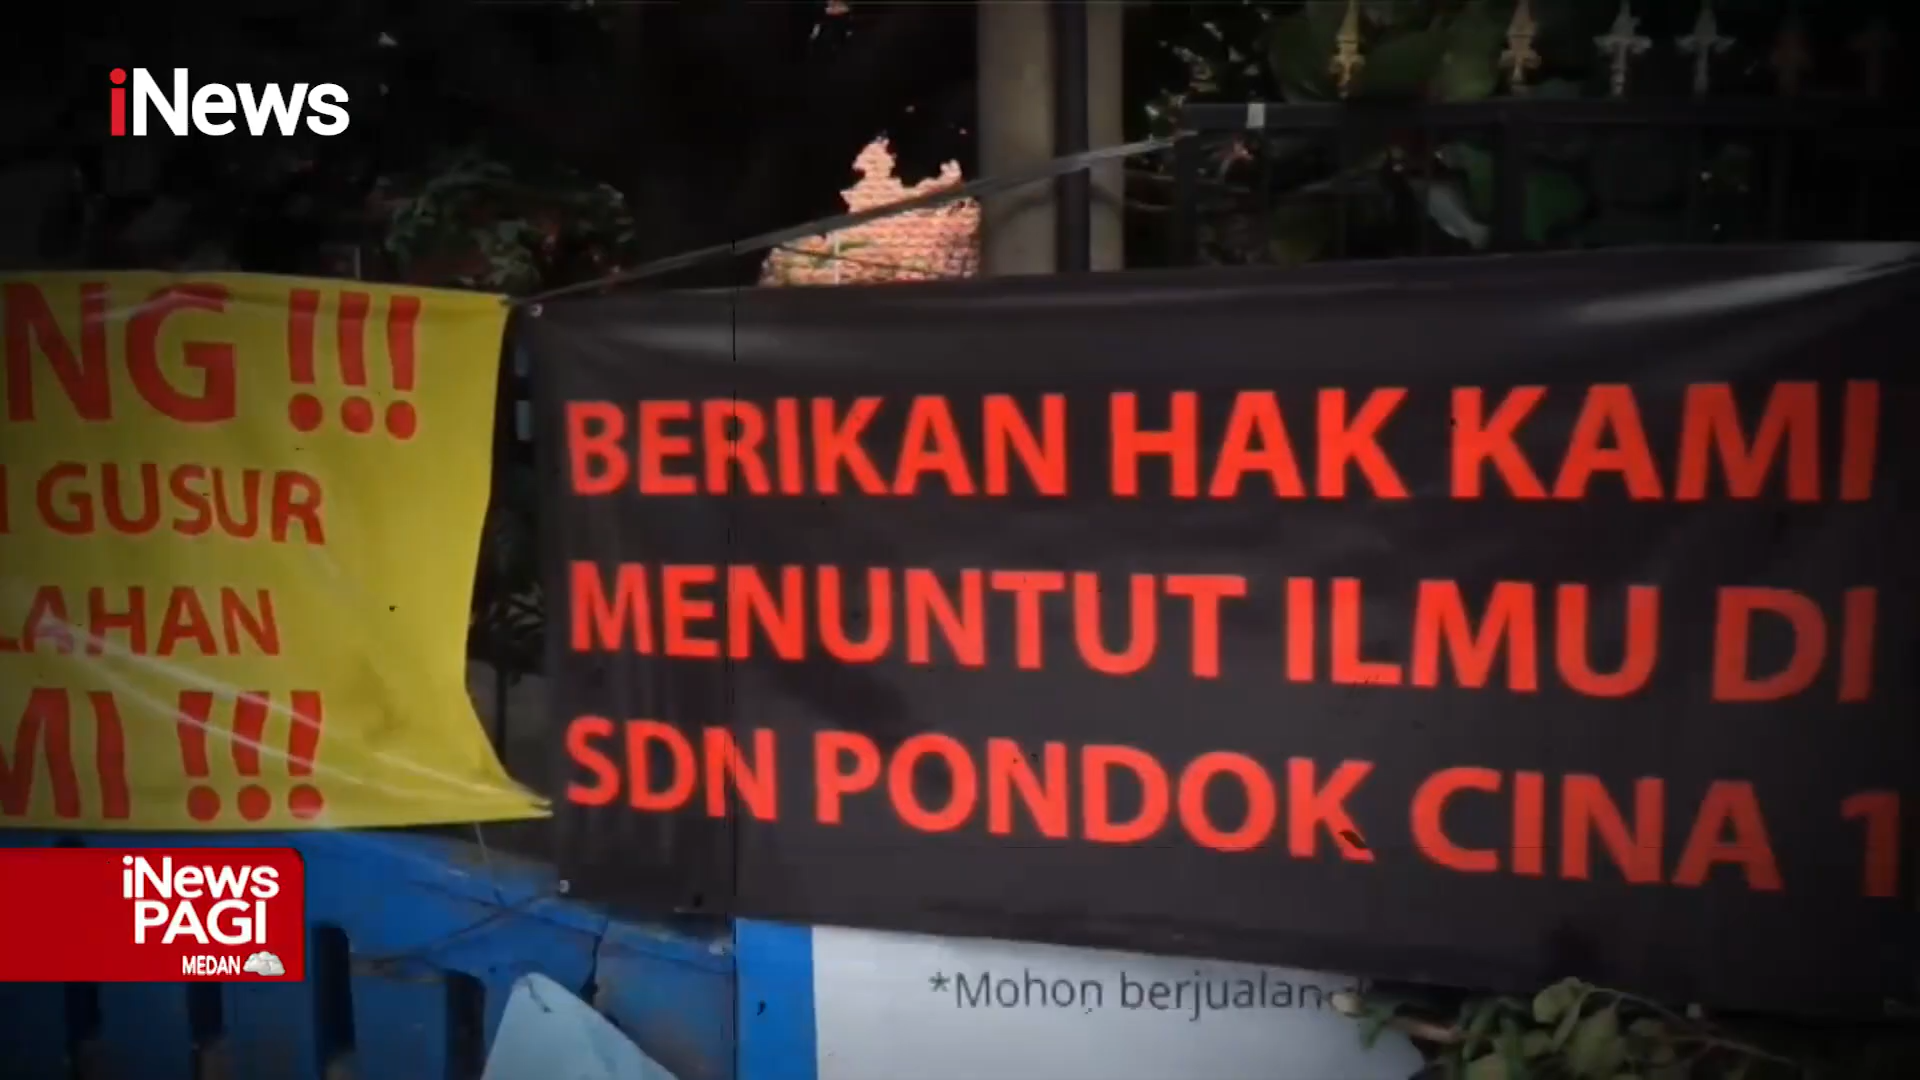 iNews
NG !!!
GUSUR
LAHAN
MI !!!
BERIKAN HAK KAMI
MENUNTUT ILMU DI
SDN PONDOK CINA 1
*Mohon berjualan
iNews
PAGI
MEDAN